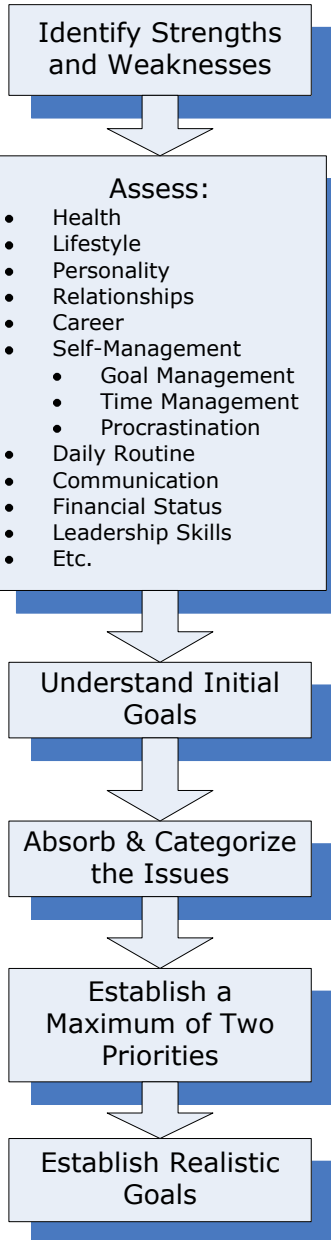 Identify Strengths
and Weaknesses
Assess:
• Health
• Lifestyle
• Personality
• Relationships
• Career
• Self-Management
• Goal Management
• Time Management
• Procrastination
• Daily Routine
• Communication
• Financial Status
• Leadership Skills
• Etc.
Understand Initial
Goals
Absorb & Categorize
the Issues
Establish a
Maximum of Two
Priorities
Establish Realistic
Goals